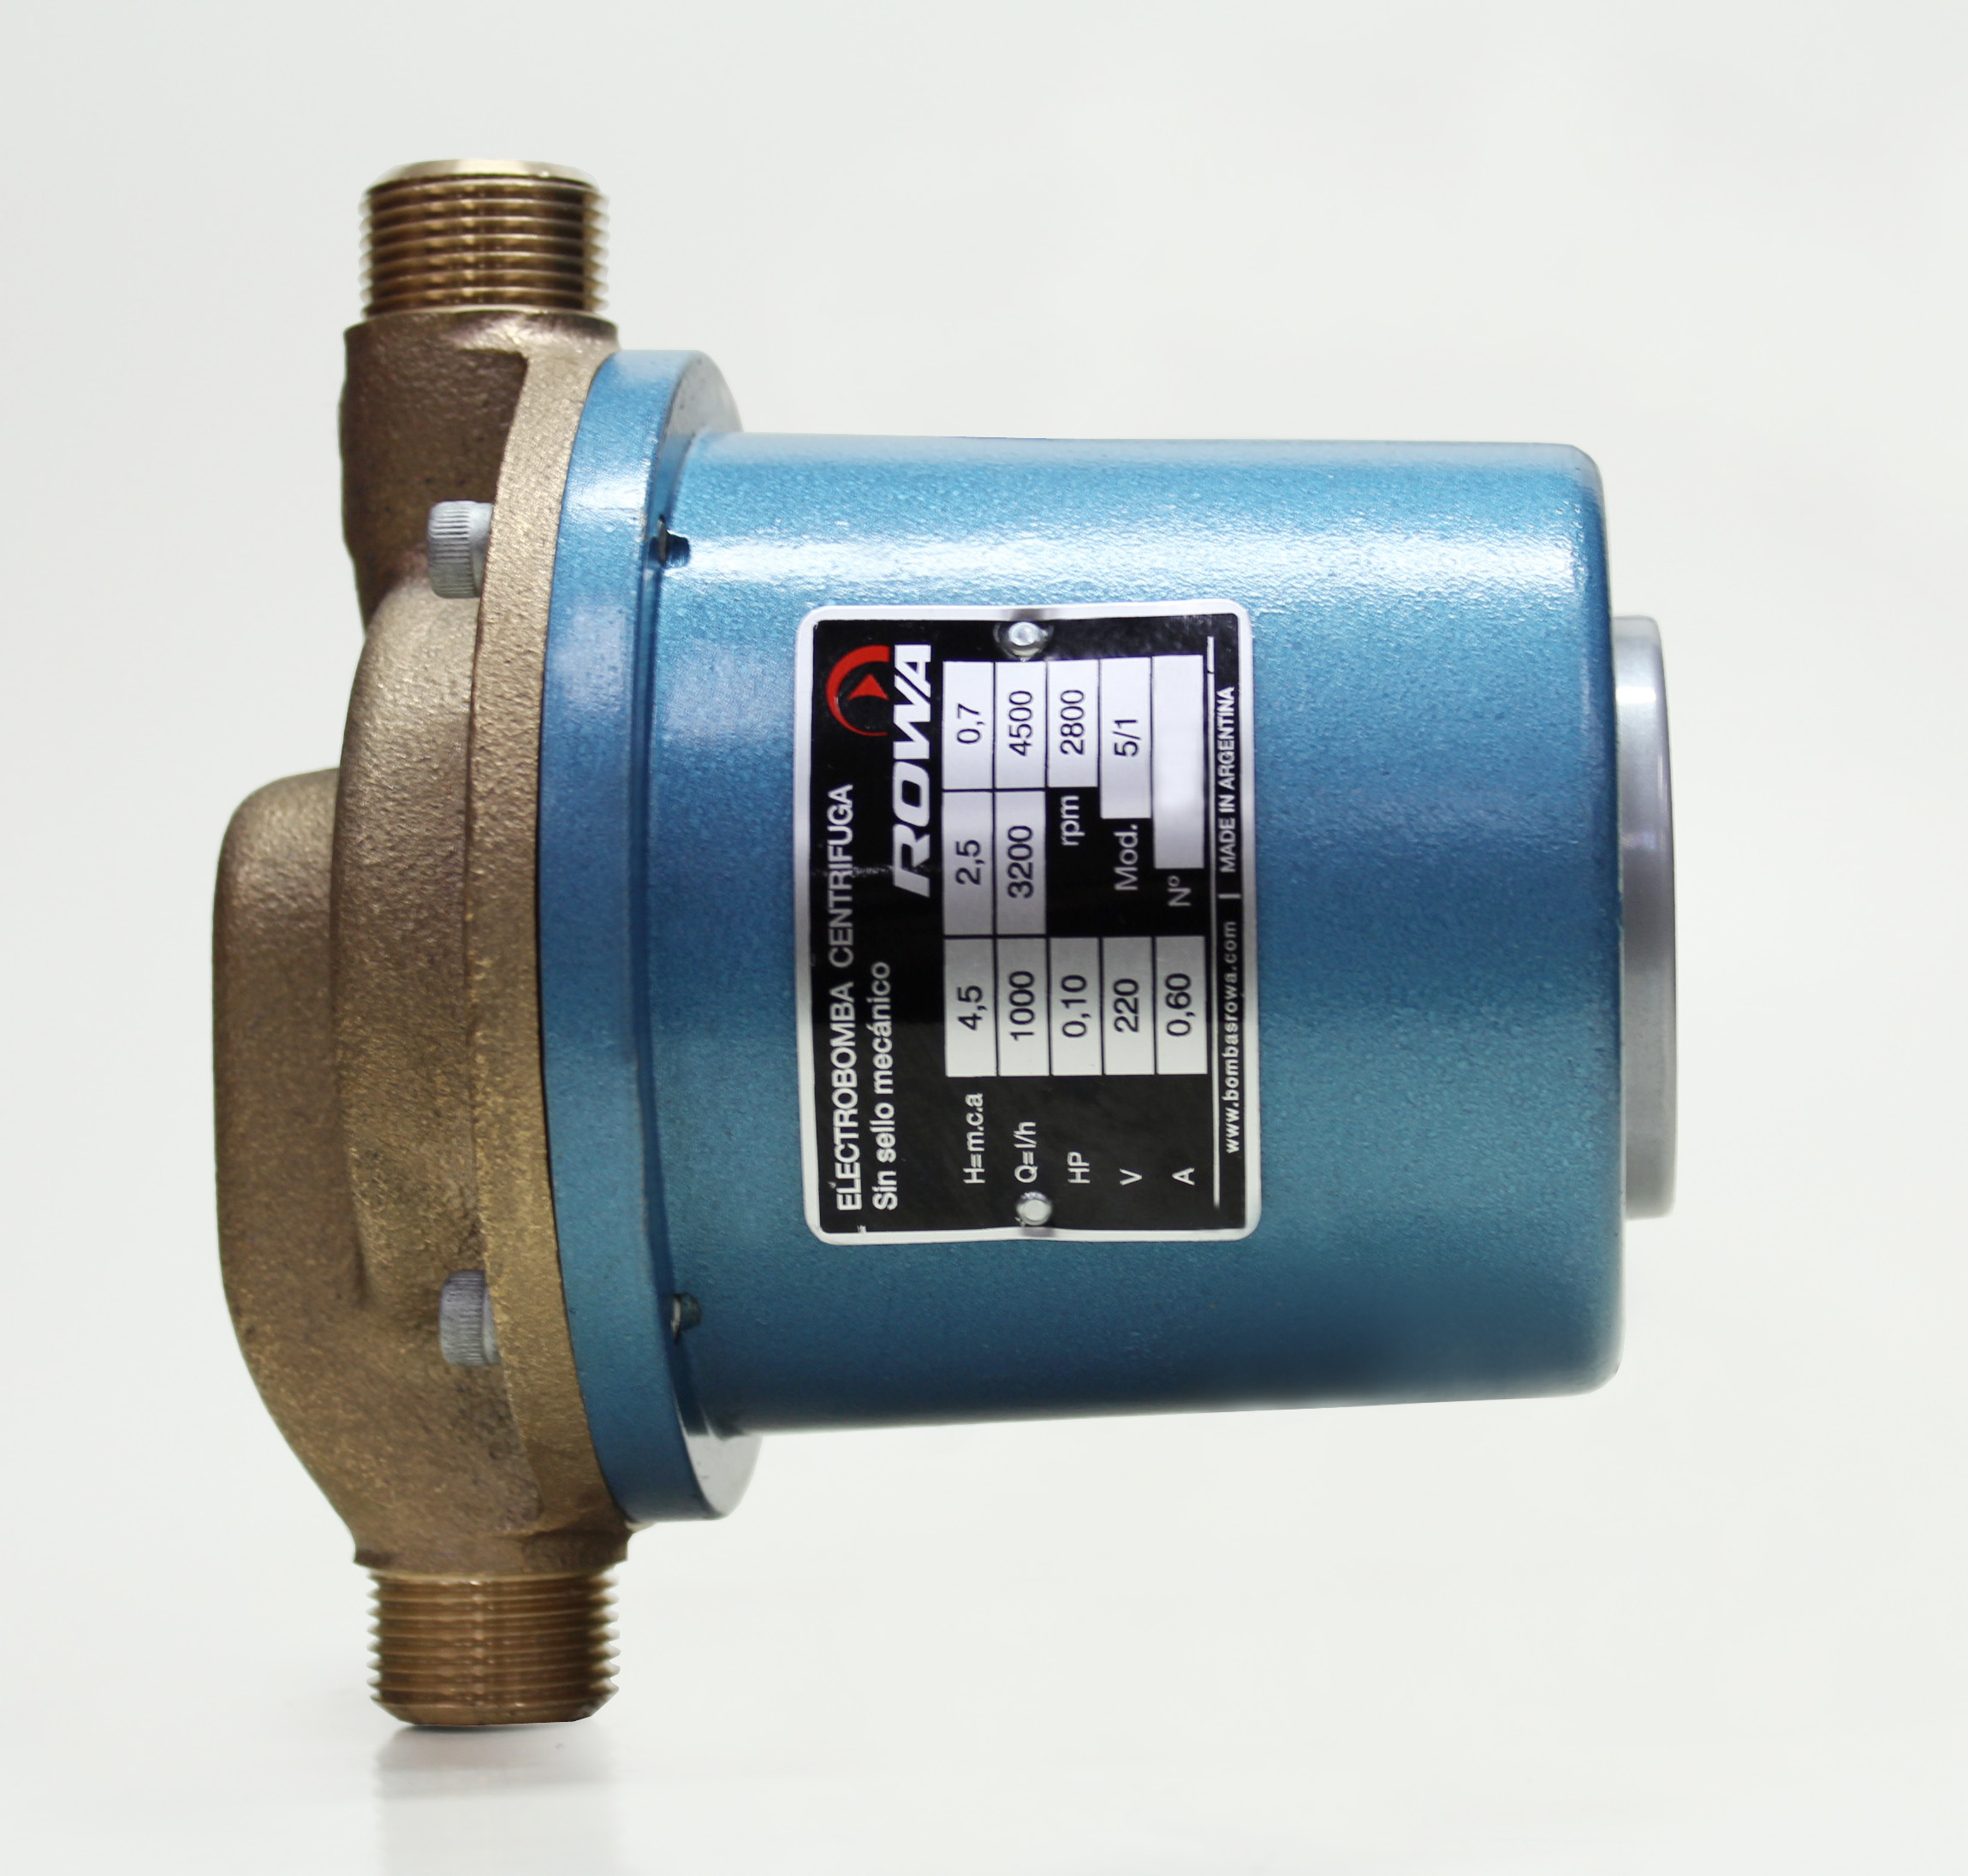 ELECTROBOMBA CENTRIFUGA
Sin sello mecánico
ROWA
H=m.c.a 4,5 2,5 0,7
Q=l/h 1000 3200 4500
HP 0,10 rpm 2800
V 220 Mod. 5/1
A 0,60 Nº
www.bombasrowa.com | MADE IN ARGENTINA